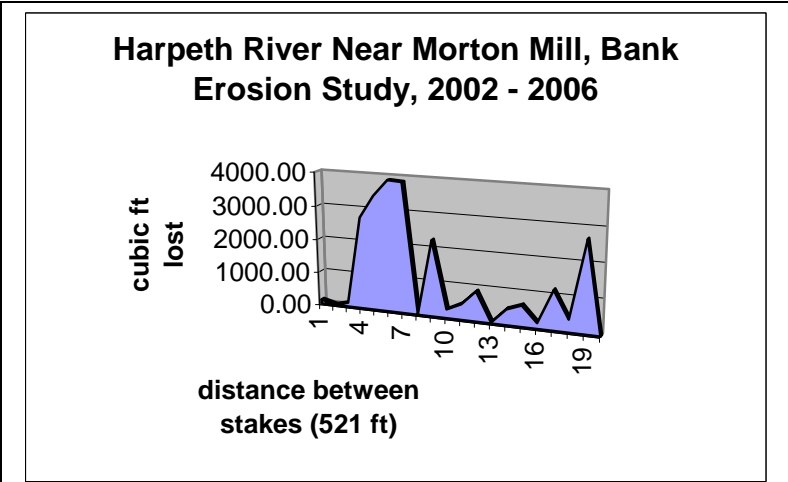 Harpeth River Near Morton Mill, Bank
Erosion Study, 2002 - 2006
cubic ft
lost
4000.00
3000.00
2000.00
1000.00
0.00
1
4
7
10
13
16
19
distance between
stakes (521 ft)